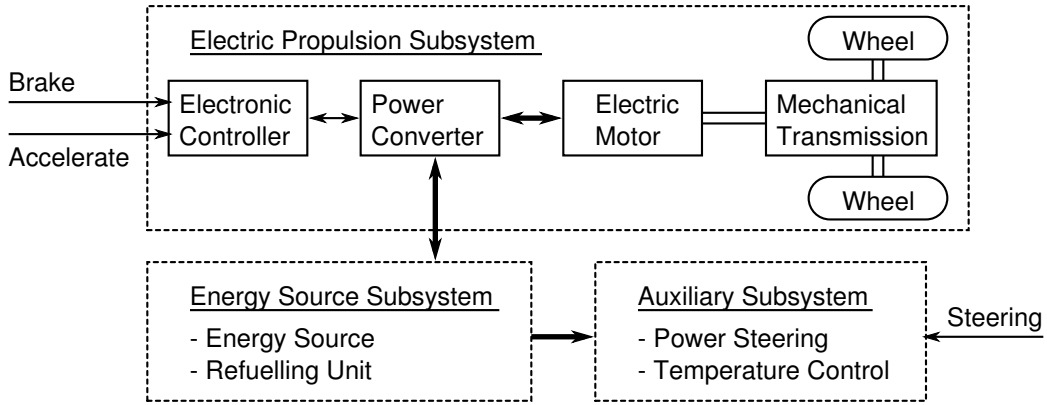 Electric Propulsion Subsystem
Wheel
Brake
Accelerate
Electronic
Controller
Power
Converter
Electric
Motor
Mechanical
Transmission
Wheel
Energy Source Subsystem
- Energy Source
- Refuelling Unit
Auxiliary Subsystem
- Power Steering
- Temperature Control
Steering